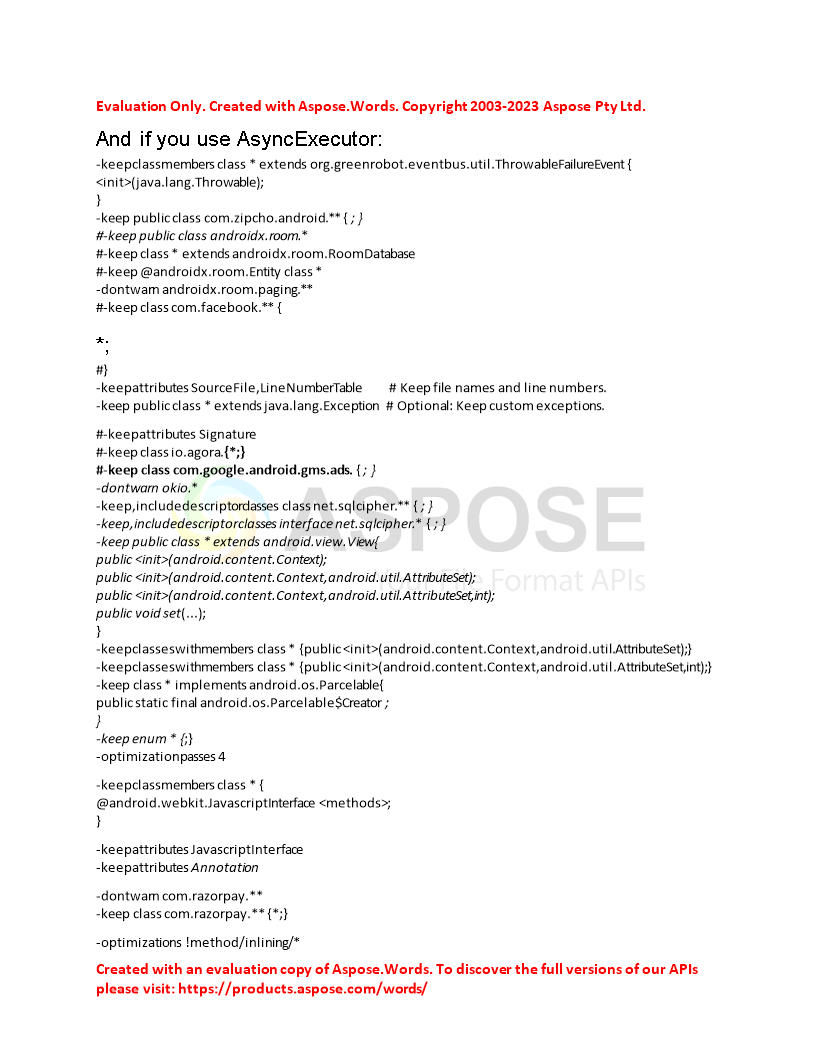 Evaluation Only. Created with Aspose.Words. Copyright 2003-2023 Aspose Pty Ltd.
And if you use AsyncExecutor:
-keepclassmembers class * extends org.greenrobot.eventbus.util.ThrowableFailureEvent {
<init>(java.lang.Throwable);
}
-keep public class com.zipcho.android.** { ; }
#-keep public class androidx.room.*
#-keep class * extends androidx.room.RoomDatabase
#-keep @androidx.room.Entity class *
-dontwarn androidx.room.paging.**
#-keep class com.facebook.** {
*;
#}
-keepattributes SourceFile,LineNumberTable # Keep file names and line numbers.
-keep public class * extends java.lang.Exception # Optional: Keep custom exceptions.
#-keepattributes Signature
#-keep class io.agora.{*;}
#-keep class com.google.android.gms.ads. { ; }
-dontwarn okio.*
-keep,includedescriptorclasses class net.sqlcipher.** { ; }
-keep,includedescriptorclasses interface net.sqlcipher.* { ; }
-keep public class * extends android.view.View{
public <init>(android.content.Context);
public <init>(android.content.Context,android.util.AttributeSet);
public <init>(android.content.Context,android.util.AttributeSet,int);
public void set(...);
}
-keepclasseswithmembers class * {public <init>(android.content.Context,android.util.AttributeSet);}
-keepclasseswithmembers class * {public <init>(android.content.Context,android.util.AttributeSet,int);}
-keep class * implements android.os.Parcelable{
public static final android.os.Parcelable$Creator ;
}
-keep enum * {;}
-optimizationpasses 4
-keepclassmembers class * {
@android.webkit.JavascriptInterface <methods>;
}
-keepattributes JavascriptInterface
-keepattributes Annotation
-dontwarn com.razorpay.**
-keep class com.razorpay.** {*;}
-optimizations !method/inlining/*
Created with an evaluation copy of Aspose.Words. To discover the full versions of our APIs
please visit: https://products.aspose.com/words/
ASPOSE
File Format APIs